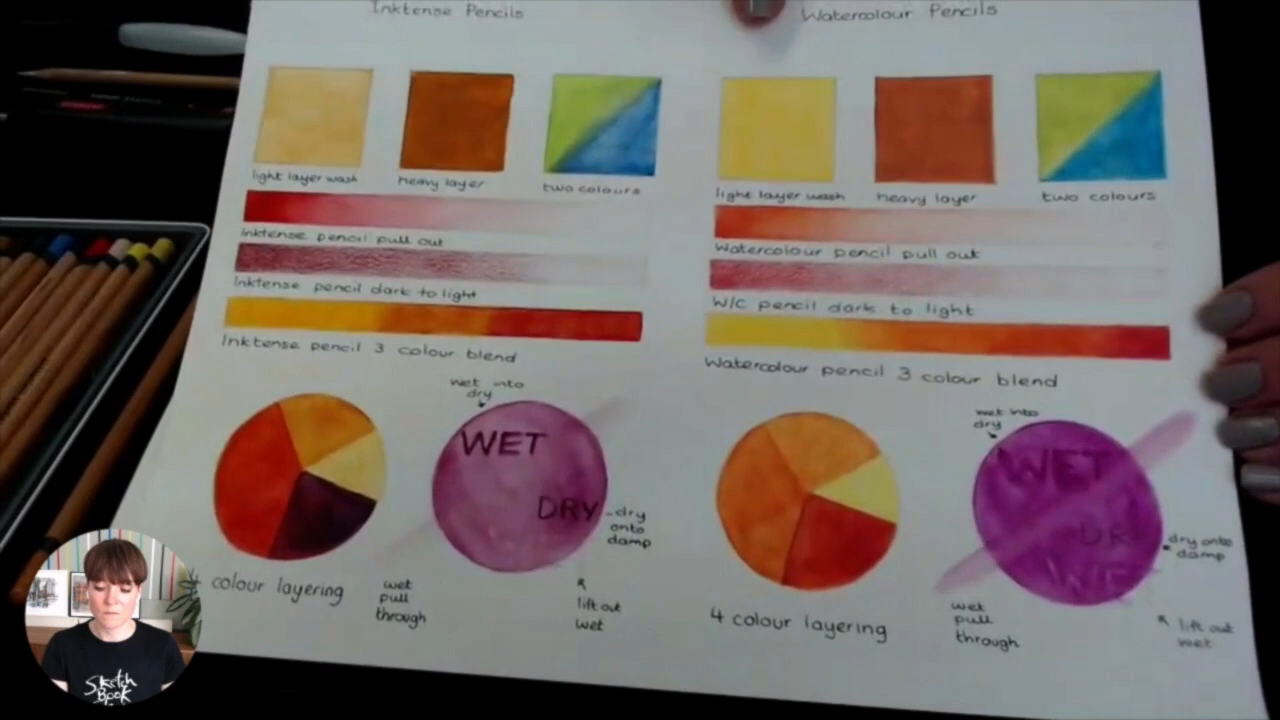 Inktense Pencils
Watercolour Pencils
light layer wash
heavy layer
two colours
light layer wash
heavy layer
two colours
Inktense pencil pull out
Watercolour pencil pull out
Inktense pencil dark to light
W/C pencil dark to light
Inktense pencil 3 colour blend
Watercolour pencil 3 colour blend
wet into
dry
WET
DRY
dry
onto
damp
colour layering
wet
pull
through
lift out
wet
wet into
dry
WET
dry onto
damp
4 colour layering
wet
pull
through
lift out
wet
Sketch
Book